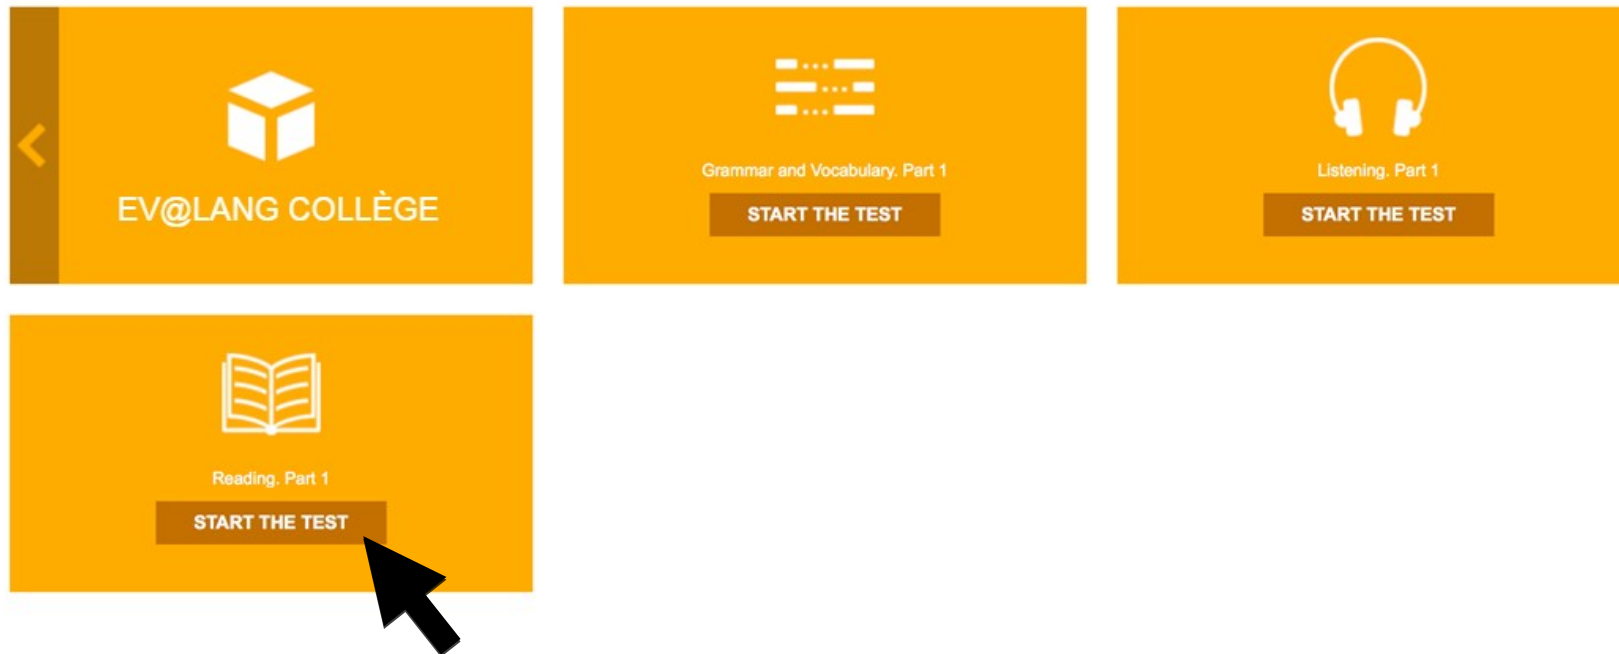 EV@LANG COLLÈGE
Grammar and Vocabulary. Part 1
START THE TEST
Listening. Part 1
START THE TEST
Reading. Part 1
START THE TEST